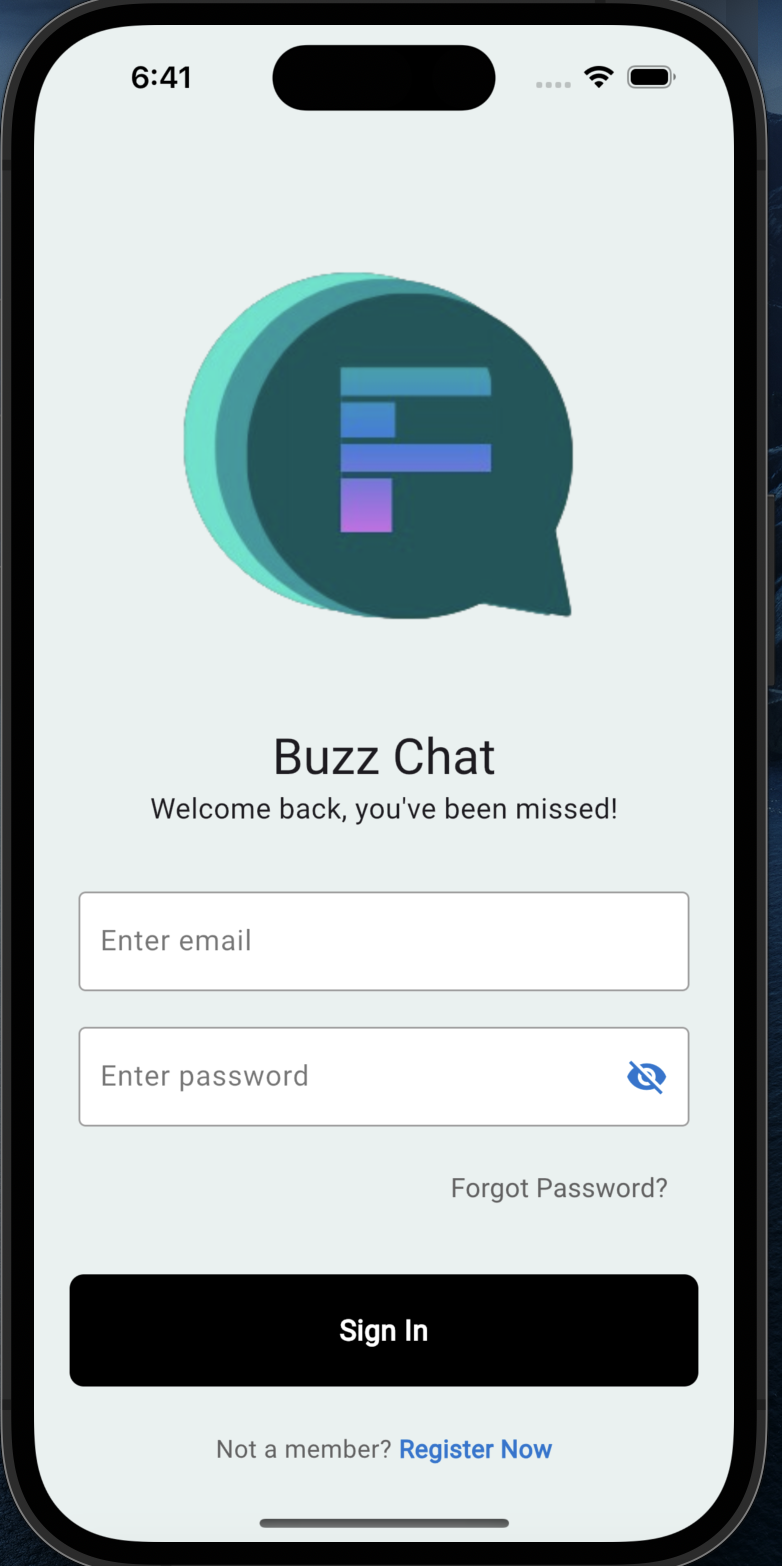 6:41
F
Buzz Chat
Welcome back, you've been missed!
Enter email
Enter password
Forgot Password?
Sign In
Not a member? Register Now